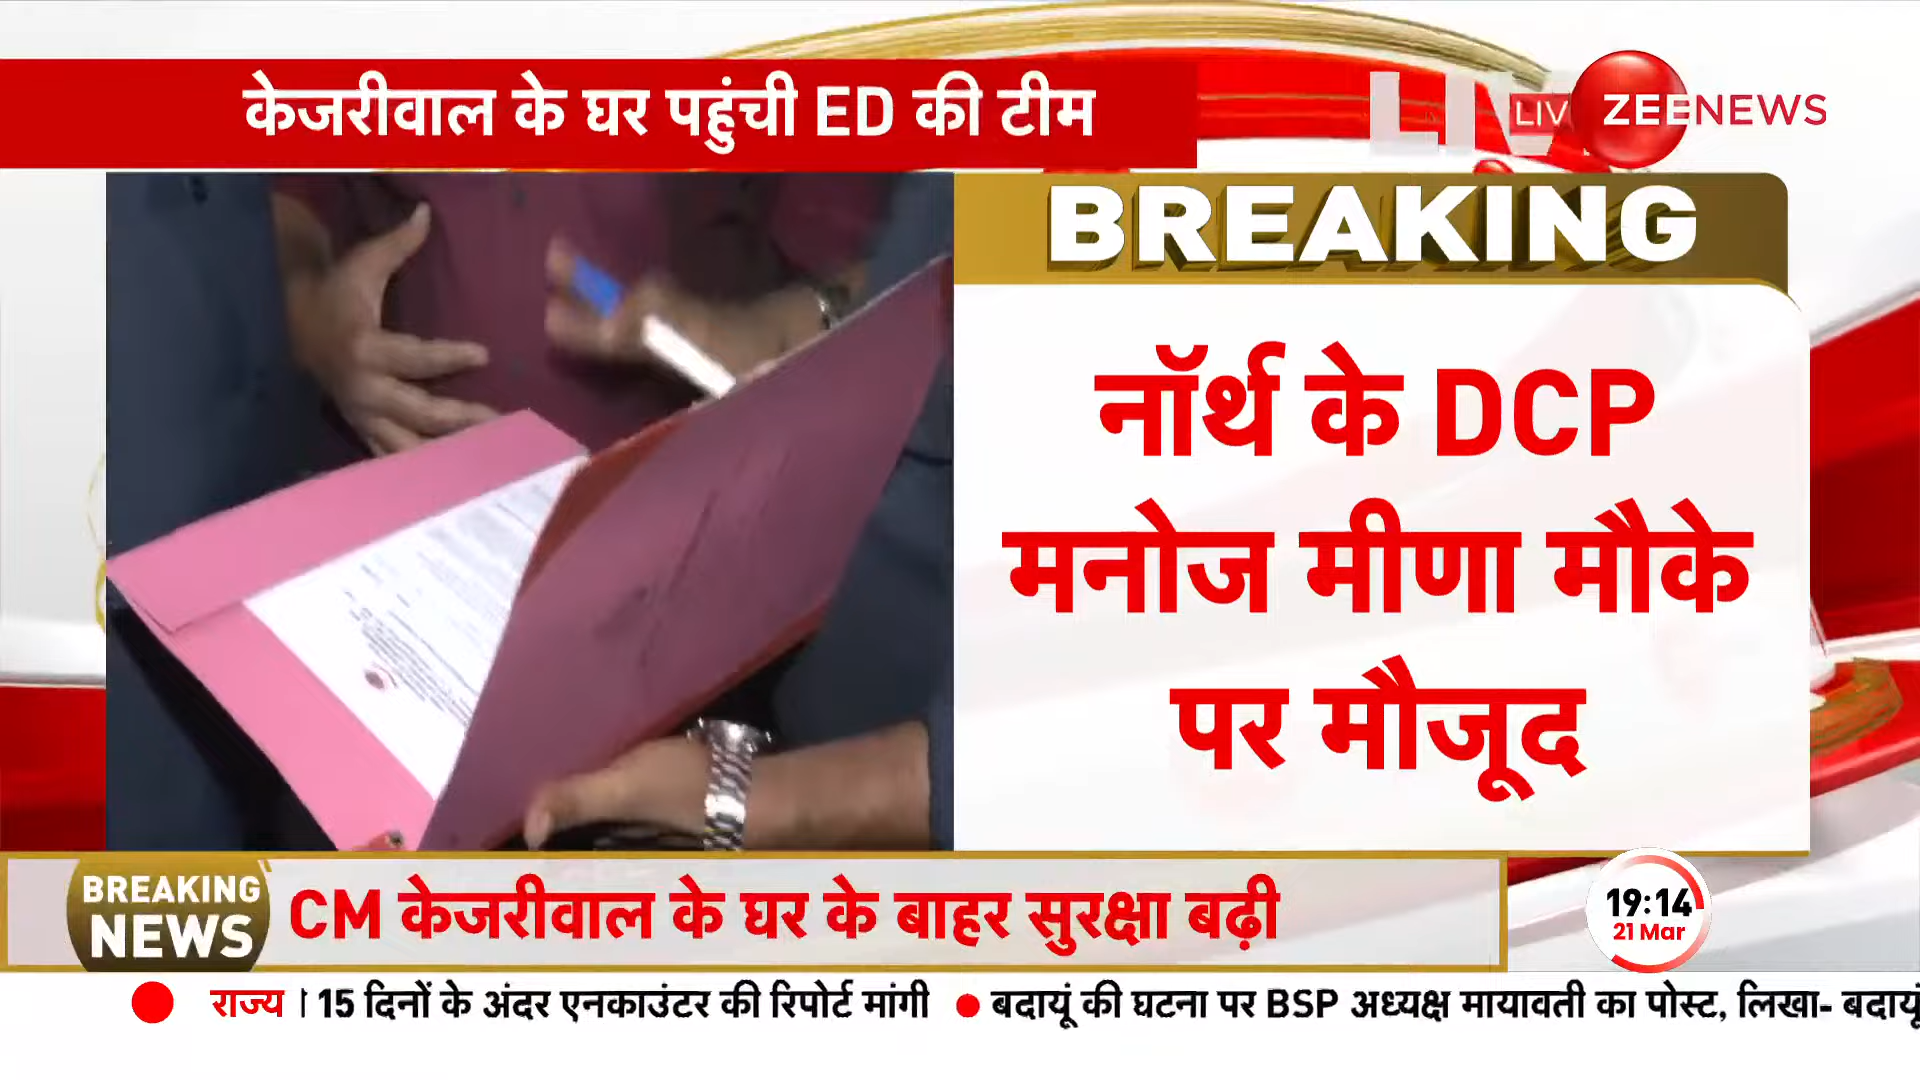 केजरीवाल के घर पहुंची ED की टीम
LIV
ZEENEWS
BREAKING
नॉर्थ के DCP
मनोज मीणा मौके
पर मौजूद
BREAKING
NEWS
CM केजरीवाल के घर के बाहर सुरक्षा बढ़ी
19:14
21 Mar
राज्य
15 दिनों के अंदर एनकाउंटर की रिपोर्ट मांगी ● बदायूं की घटना पर BSP अध्यक्ष मायावती का पोस्ट, लिखा- बदायूं